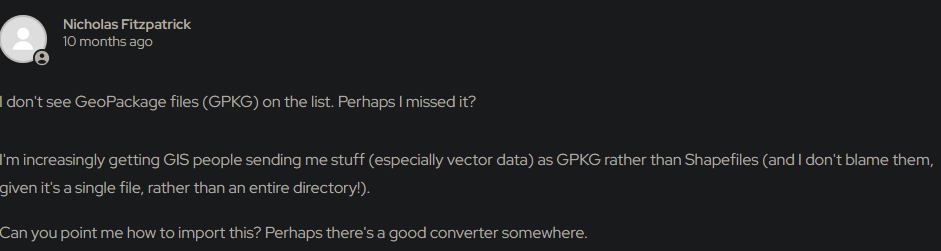 Nicholas Fitzpatrick
10 months ago
I don't see GeoPackage files (GPKG) on the list. Perhaps I missed it?
I'm increasingly getting GIS people sending me stuff (especially vector data) as GPKG rather than Shapefiles (and I don't blame them,
given it's a single file, rather than an entire directory!).
Can you point me how to import this? Perhaps there's a good converter somewhere.